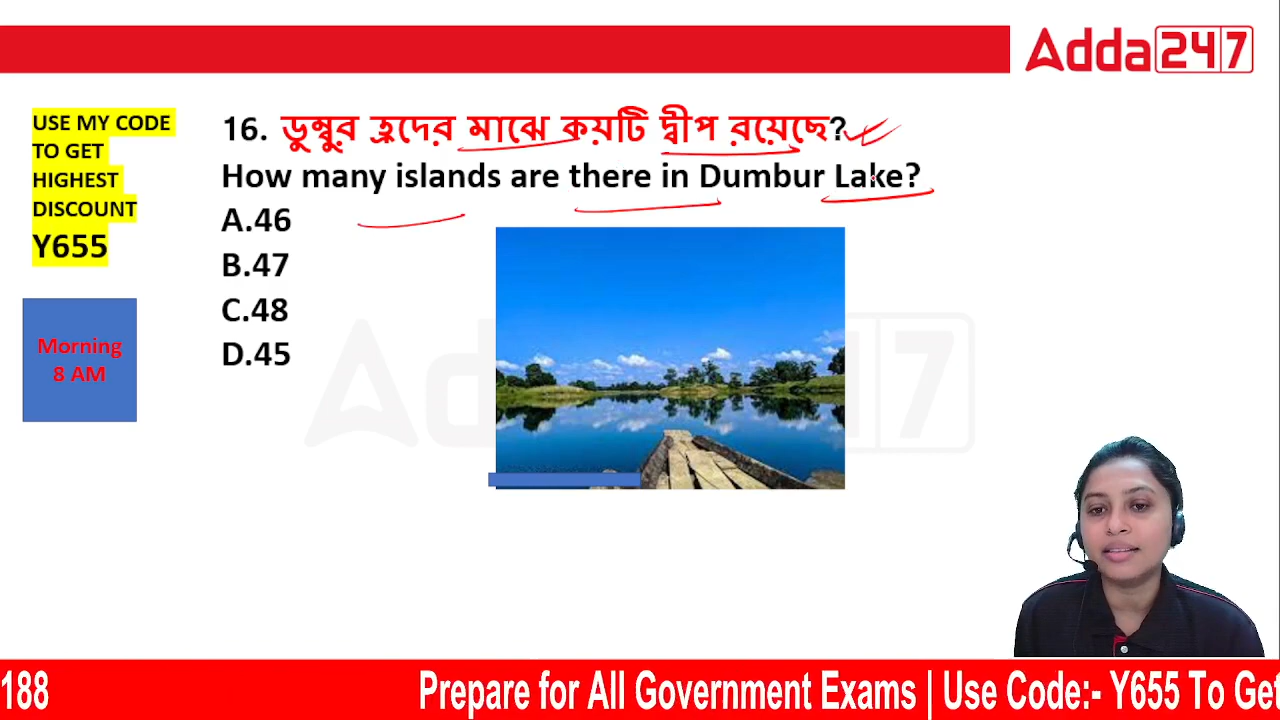 Adda247
USE MY CODE
TO GET
HIGHEST
DISCOUNT
Y655
Morning
8 AM
16. ডুম্বুর হ্রদের মাঝে কয়টি দ্বীপ রয়েছে?
How many islands are there in Dumbur Lake?
A.46
B.47
C.48
D.45
188 Prepare for All Government Exams | Use Code:- Y655 To Get